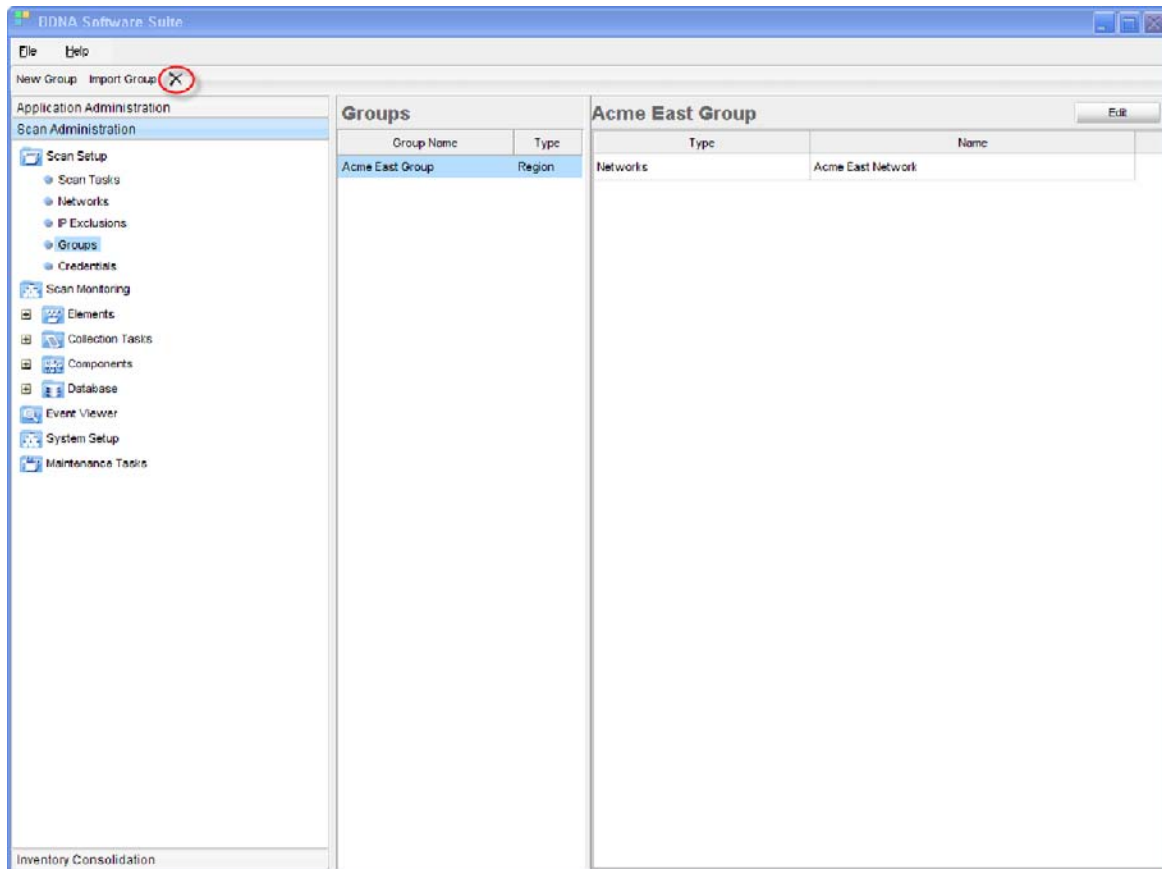 BDNA Software Suite
File Help
New Group Import Group
Application Administration
Scan Administration
Scan Setup
Scan Tasks
Networks
IP Exclusions
Groups
Credentials
Scan Monitoring
Elements
Collection Tasks
Components
Database
Event Viewer
System Setup
Maintenance Tasks
Inventory Consolidation
Groups
Group Name Type
Acme East Group Region
Acme East Group Edit
Type Name
Networks Acme East Network